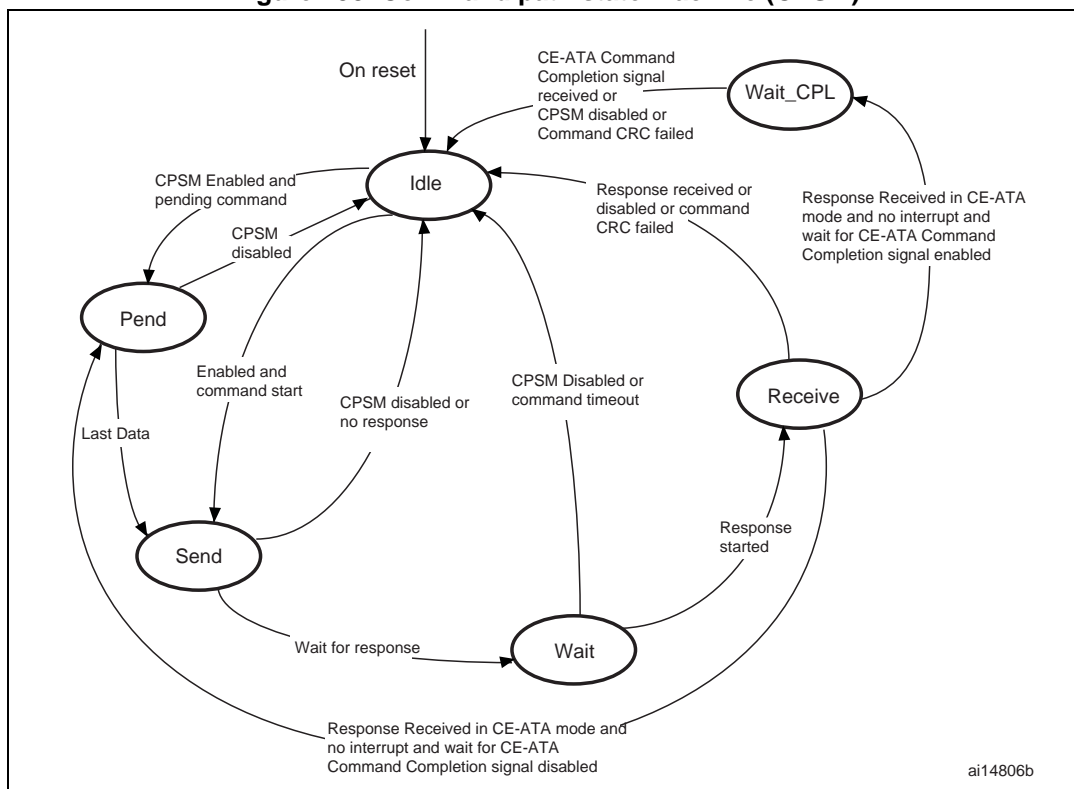 On reset
CE-ATA Command
Completion signal
received or
CPSM disabled or
Command CRC failed
Wait_CPL
Idle
CPSM Enabled and
pending command
CPSM
disabled
Response received or
disabled or command
CRC failed
Response Received in CE-ATA
mode and no interrupt and
wait for CE-ATA Command
Completion signal enabled
Pend
Enabled and
command start
CPSM disabled or
no response
CPSM Disabled or
command timeout
Receive
Last Data
Send
Response
started
Wait for response
Wait
Response Received in CE-ATA mode and
no interrupt and wait for CE-ATA
Command Completion signal disabled
ai14806b